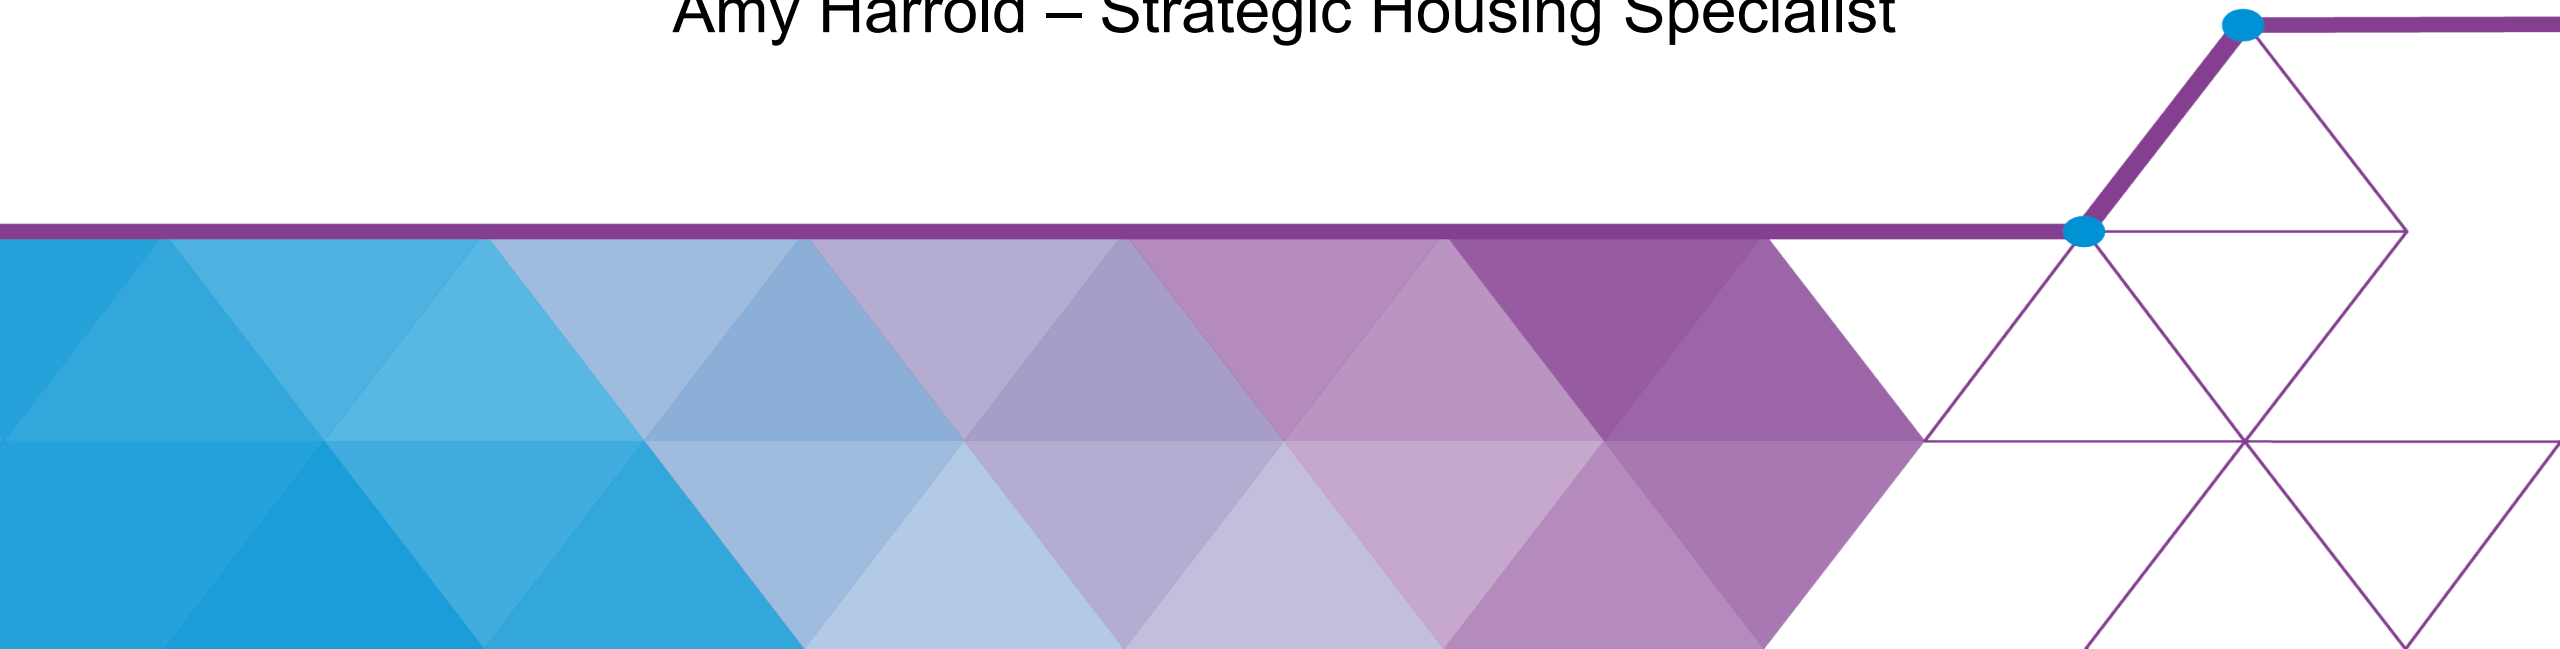 Amy Harrold – Strategic Housing Specialist